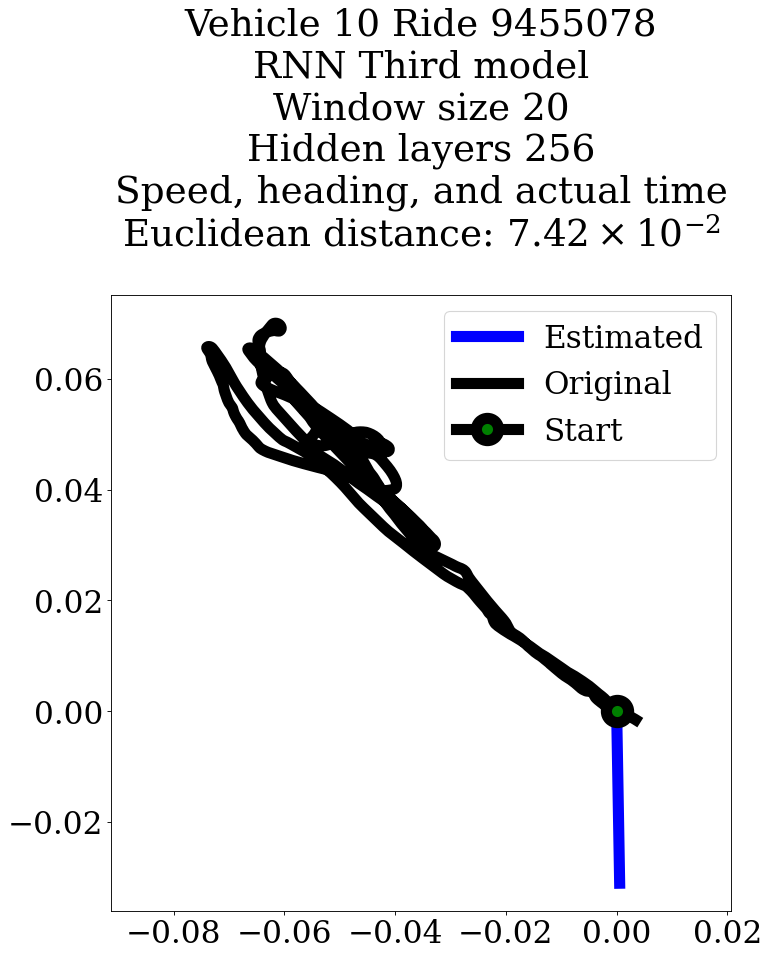 Vehicle 10 Ride 9455078
RNN Third model
Window size 20
Hidden layers 256
Speed, heading, and actual time
Euclidean distance: 7.42 × 10⁻²
Estimated
Original
Start
0.06
0.04
0.02
0.00
−0.02
−0.08 −0.06 −0.04 −0.02 0.00 0.02